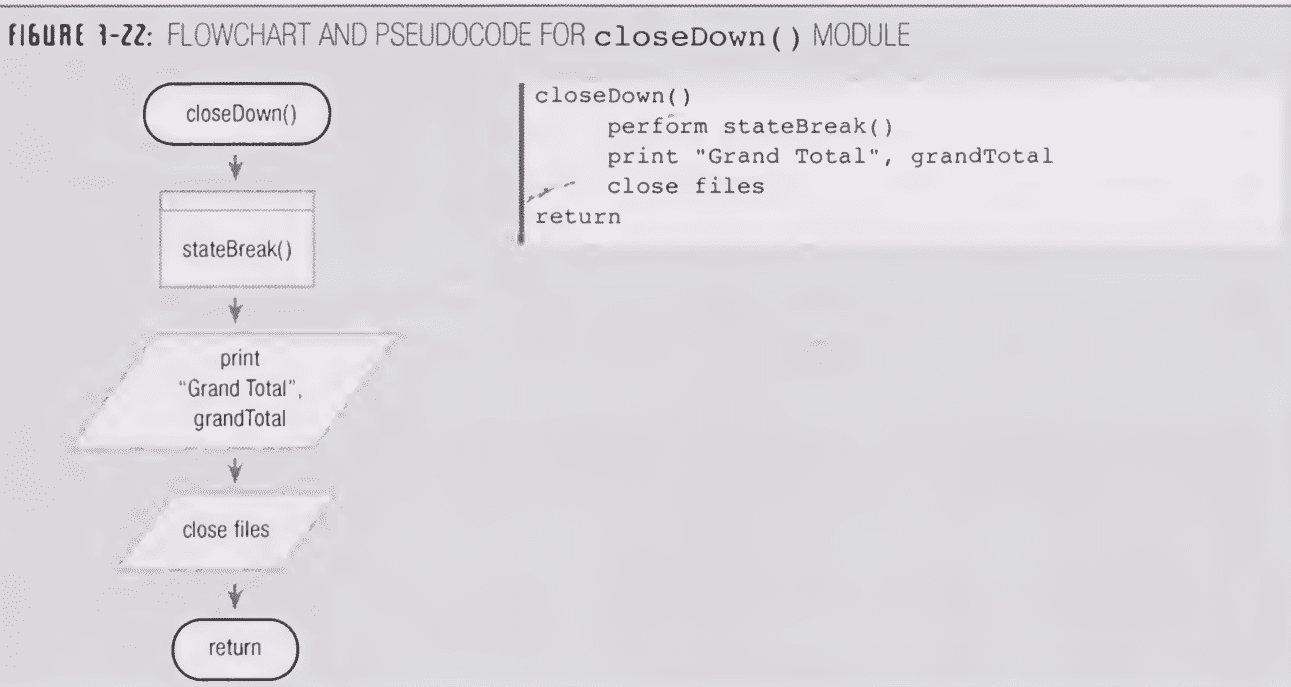 FIGURE 7-22: FLOWCHART AND PSEUDOCODE FOR closeDown() MODULE
closeDown()
stateBreak()
print
“Grand Total”,
grandTotal
close files
return
closeDown()
perform stateBreak()
print "Grand Total", grandTotal
close files
return